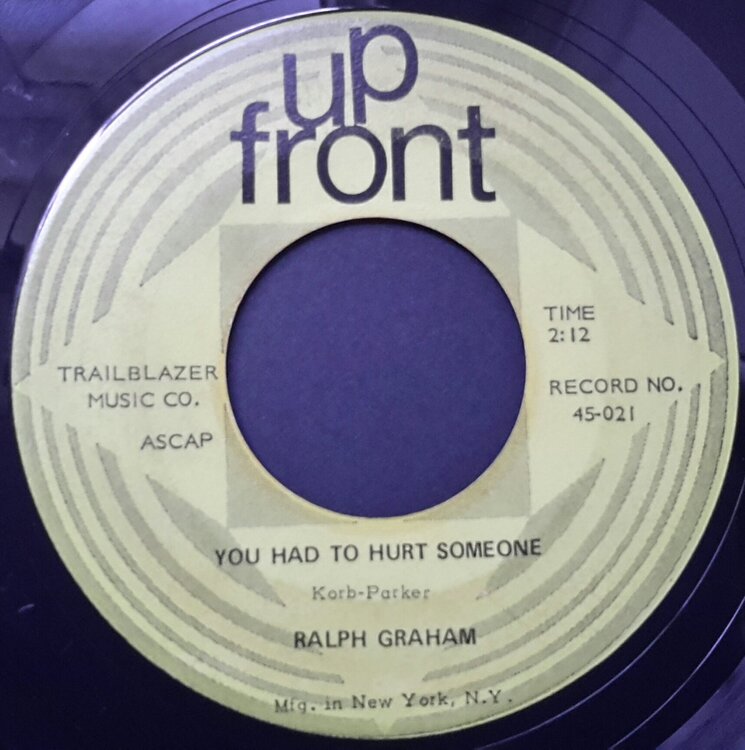 up
front
TIME
2:12
TRAILBLAZER
MUSIC CO.
ASCAP
RECORD NO.
45-021
YOU HAD TO HURT SOMEONE
Korb-Parker
RALPH GRAHAM
Mfg. in New York, N.Y.